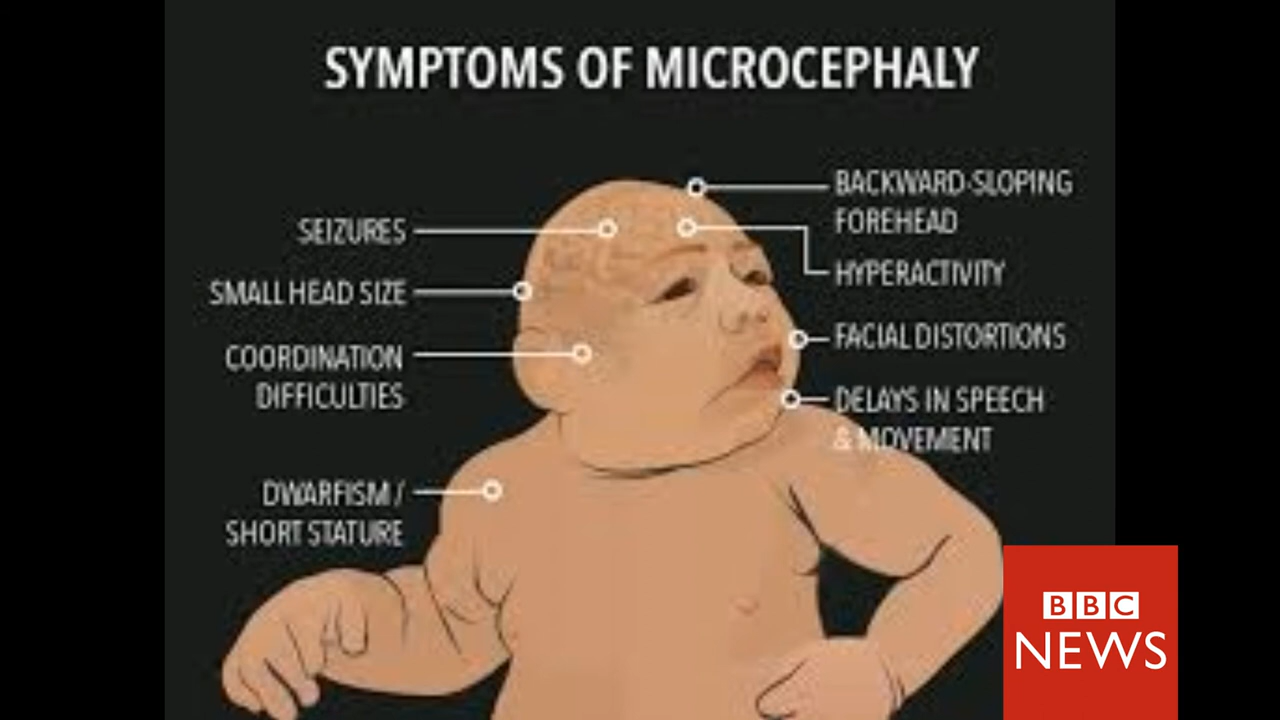 SYMPTOMS OF MICROCEPHALY
SEIZURES
SMALL HEAD SIZE
COORDINATION
DIFFICULTIES
DWARFISM /
SHORT STATURE
BACKWARD-SLOPING
FOREHEAD
HYPERACTIVITY
FACIAL DISTORTIONS
DELAYS IN SPEECH
& MOVEMENT
BBC
NEWS